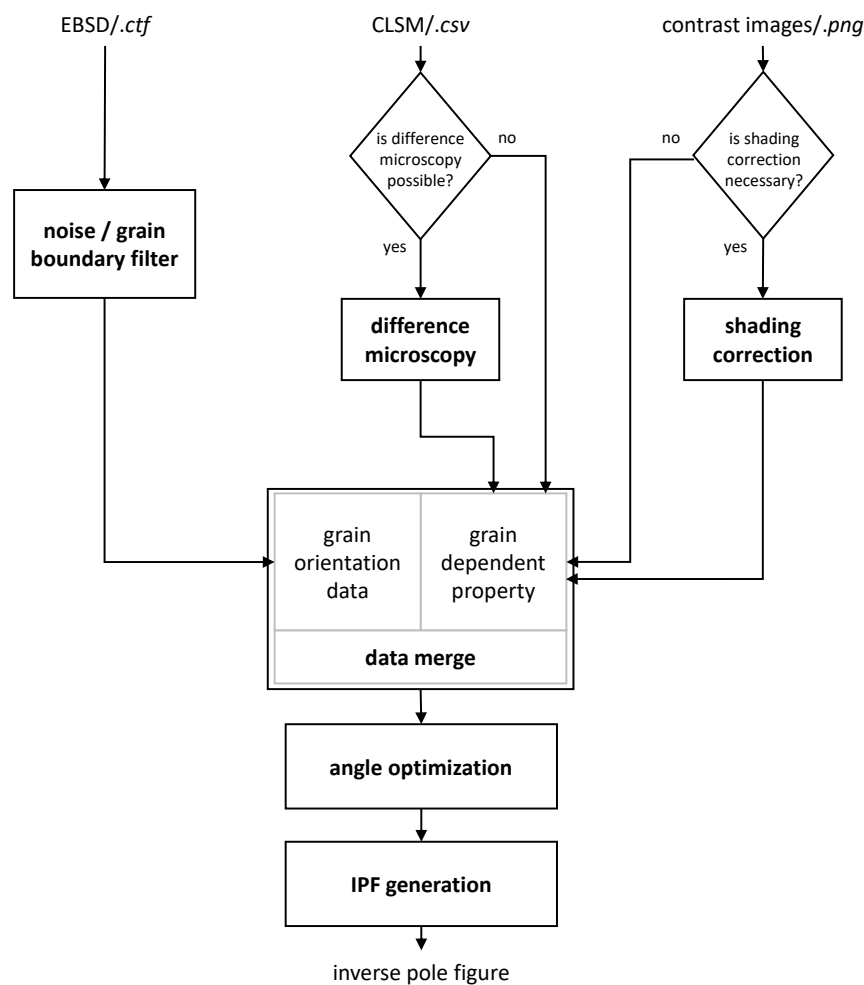 EBSD/.ctf
CLSM/.csv
contrast images/.png
is difference
microscopy
possible?
no
yes
no
is shading
correction
necessary?
yes
noise / grain
boundary filter
difference
microscopy
shading
correction
grain
orientation
data
grain
dependent
property
data merge
angle optimization
IPF generation
inverse pole figure